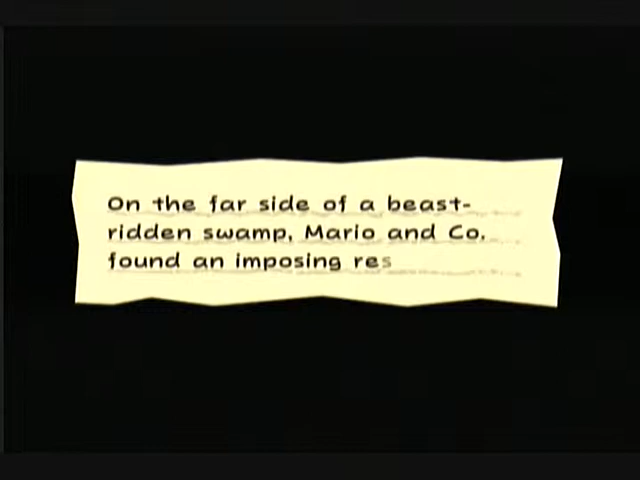 On the far side of a beast-
ridden swamp, Mario and Co.
found an imposing res